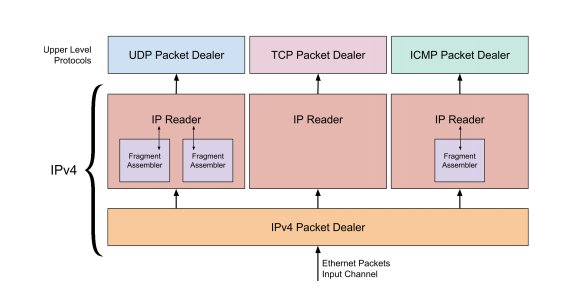 Upper Level
Protocols
UDP Packet Dealer
TCP Packet Dealer
ICMP Packet Dealer
IPv4
IP Reader
Fragment
Assembler
Fragment
Assembler
IP Reader
IP Reader
Fragment
Assembler
IPv4 Packet Dealer
Ethernet Packets
Input Channel